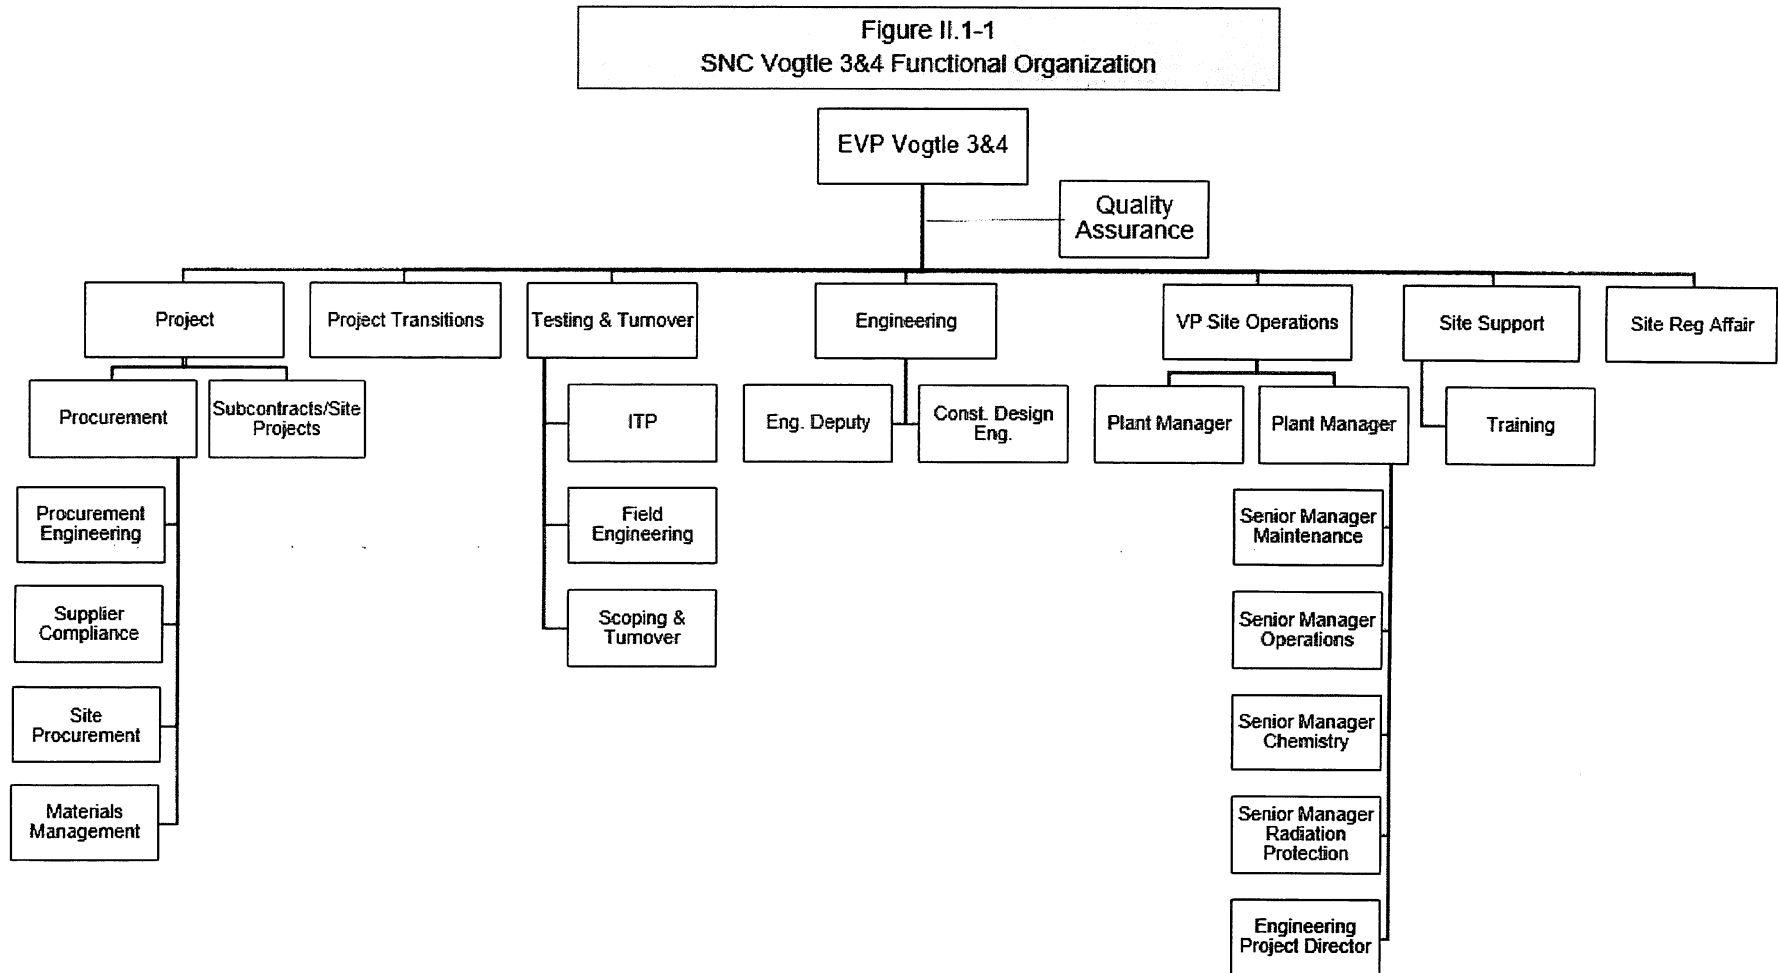 Figure II.1-1
SNC Vogtle 3&4 Functional Organization
EVP Vogtle 3&4
Quality
Assurance
Project
Project Transitions
Testing & Turnover
Engineering
VP Site Operations
Site Support
Site Reg Affair
Procurement
Subcontracts/Site
Projects
ITP
Eng. Deputy
Const. Design
Eng.
Plant Manager
Plant Manager
Training
Procurement
Engineering
Field
Engineering
Senior Manager
Maintenance
Supplier
Compliance
Scoping &
Turnover
Senior Manager
Operations
Site
Procurement
Senior Manager
Chemistry
Materials
Management
Senior Manager
Radiation
Protection
Engineering
Project Director